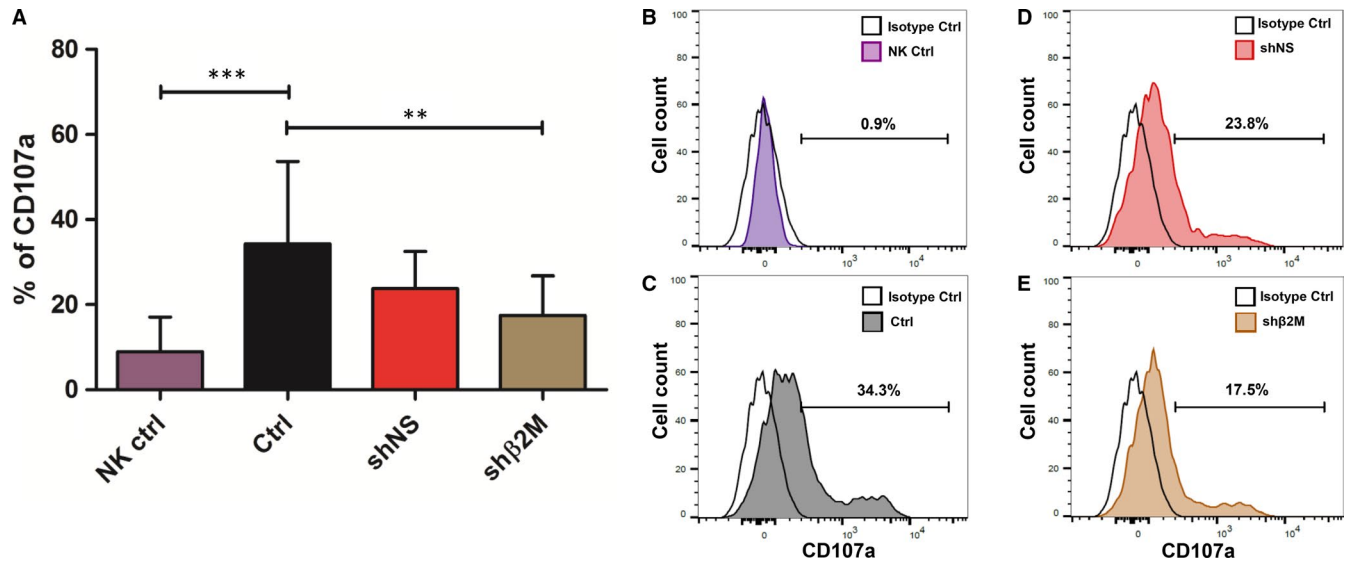 A
% of CD107a
80
60
40
20
0
***
**
NK ctrl
Ctrl
shNS
shβ2M
B
Cell count
100
80
60
40
20
0
Isotype Ctrl
NK Ctrl
0.9%
0
10³
10⁴
C
Cell count
100
80
60
40
20
0
Isotype Ctrl
Ctrl
34.3%
0
10³
10⁴
CD107a
D
Cell count
100
80
60
40
20
0
Isotype Ctrl
shNS
23.8%
0
10³
10⁴
E
Cell count
100
80
60
40
20
0
Isotype Ctrl
shβ2M
17.5%
0
10³
10⁴
CD107a